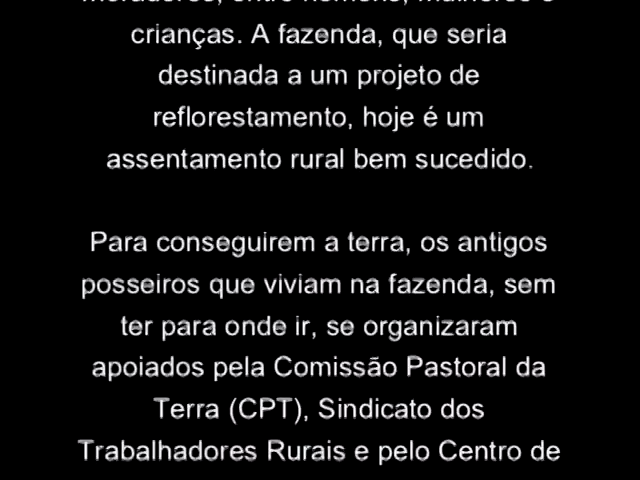 crianças. A fazenda, que seria
destinada a um projeto de
reflorestamento, hoje é um
assentamento rural bem sucedido.
Para conseguirem a terra, os antigos
posseiros que viviam na fazenda, sem
ter para onde ir, se organizaram
apoiados pela Comissão Pastoral da
Terra (CPT), Sindicato dos
Trabalhadores Rurais e pelo Centro de